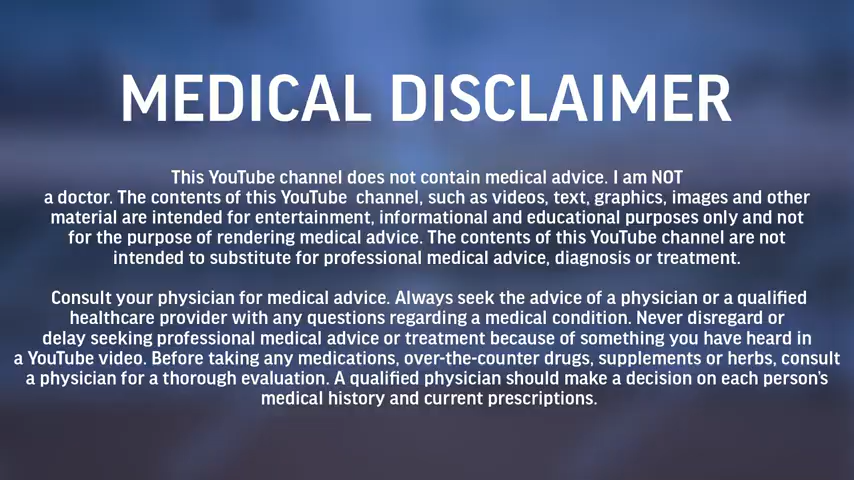 MEDICAL DISCLAIMER
This YouTube channel does not contain medical advice. I am NOT
a doctor. The contents of this YouTube  channel, such as videos, text, graphics, images and other
material are intended for entertainment, informational and educational purposes only and not
for the purpose of rendering medical advice. The contents of this YouTube channel are not
intended to substitute for professional medical advice, diagnosis or treatment.
Consult your physician for medical advice. Always seek the advice of a physician or a qualified
healthcare provider with any questions regarding a medical condition. Never disregard or
delay seeking professional medical advice or treatment because of something you have heard in
a YouTube video. Before taking any medications, over-the-counter drugs, supplements or herbs, consult
a physician for a thorough evaluation. A qualified physician should make a decision on each person's
medical history and current prescriptions.